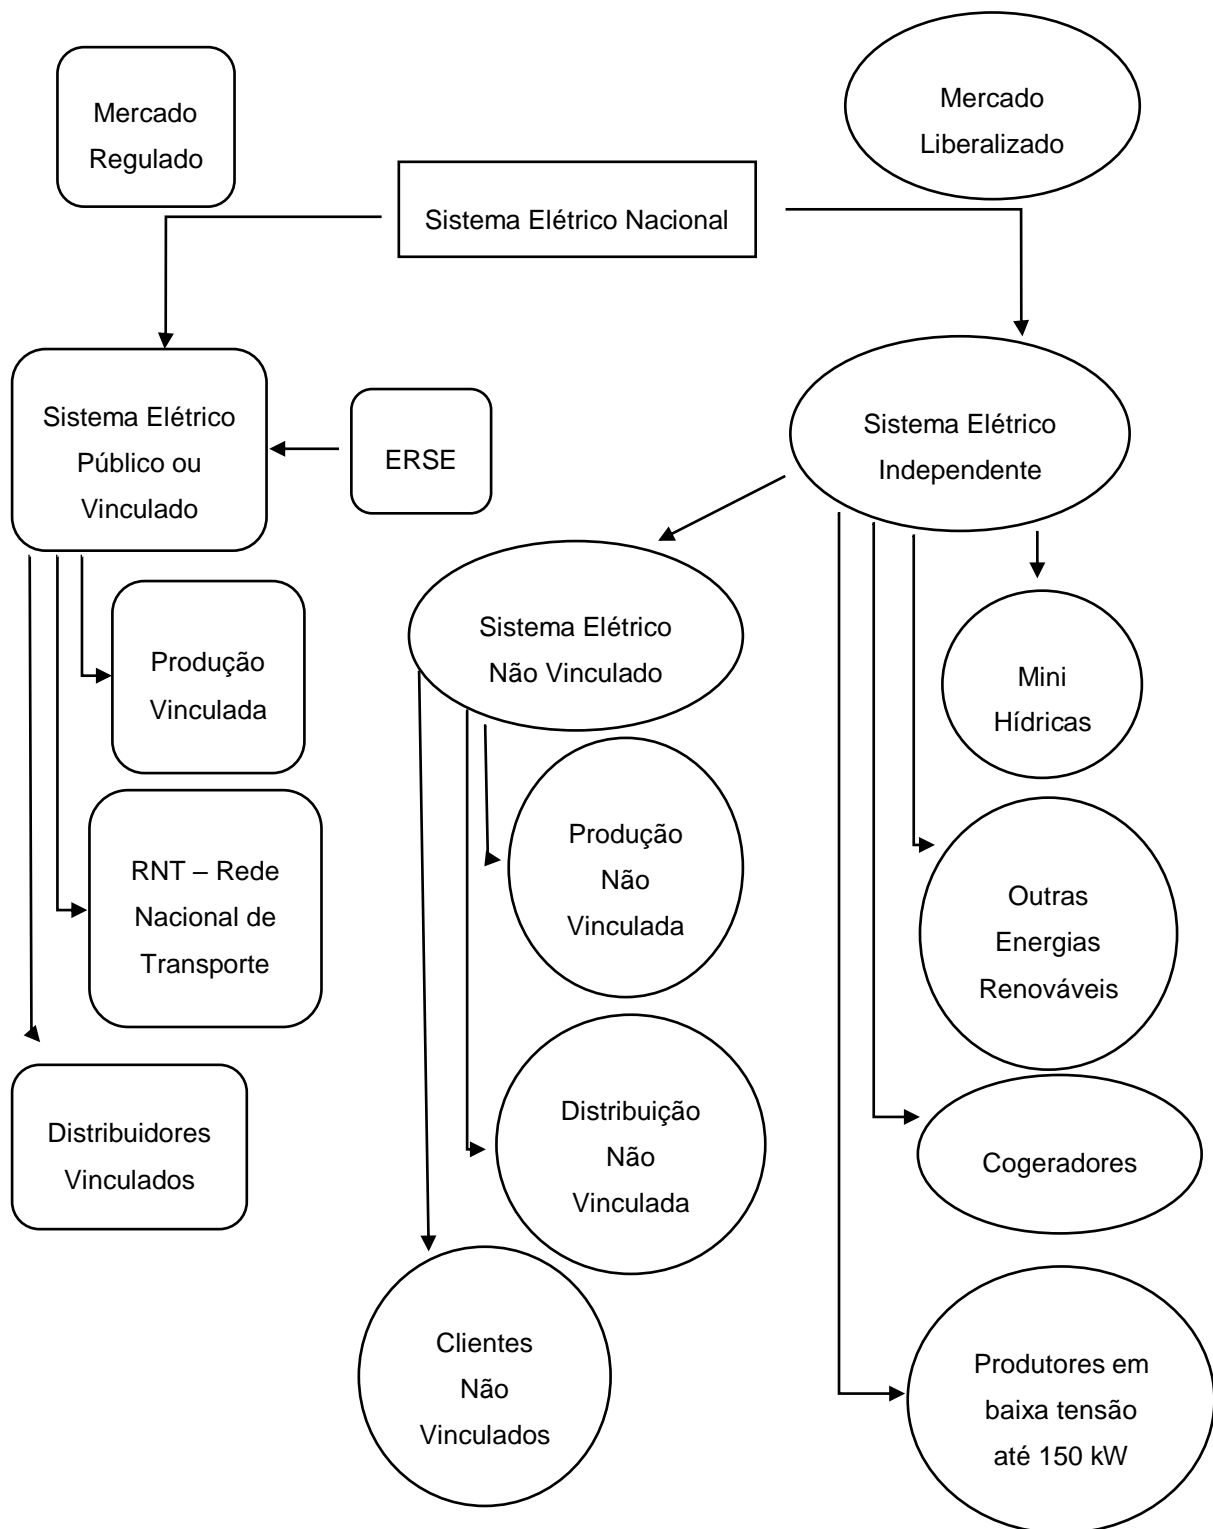 Mercado
Regulado
Mercado
Liberalizado
Sistema Elétrico Nacional
Sistema Elétrico
Público ou
Vinculado
ERSE
Sistema Elétrico
Independente
Sistema Elétrico
Não Vinculado
Produção
Vinculada
Mini
Hídricas
Produção
Não
Vinculada
RNT – Rede
Nacional de
Transporte
Outras
Energias
Renováveis
Distribuidores
Vinculados
Distribuição
Não
Vinculada
Cogeradores
Clientes
Não
Vinculados
Produtores em
baixa tensão
até 150 kW